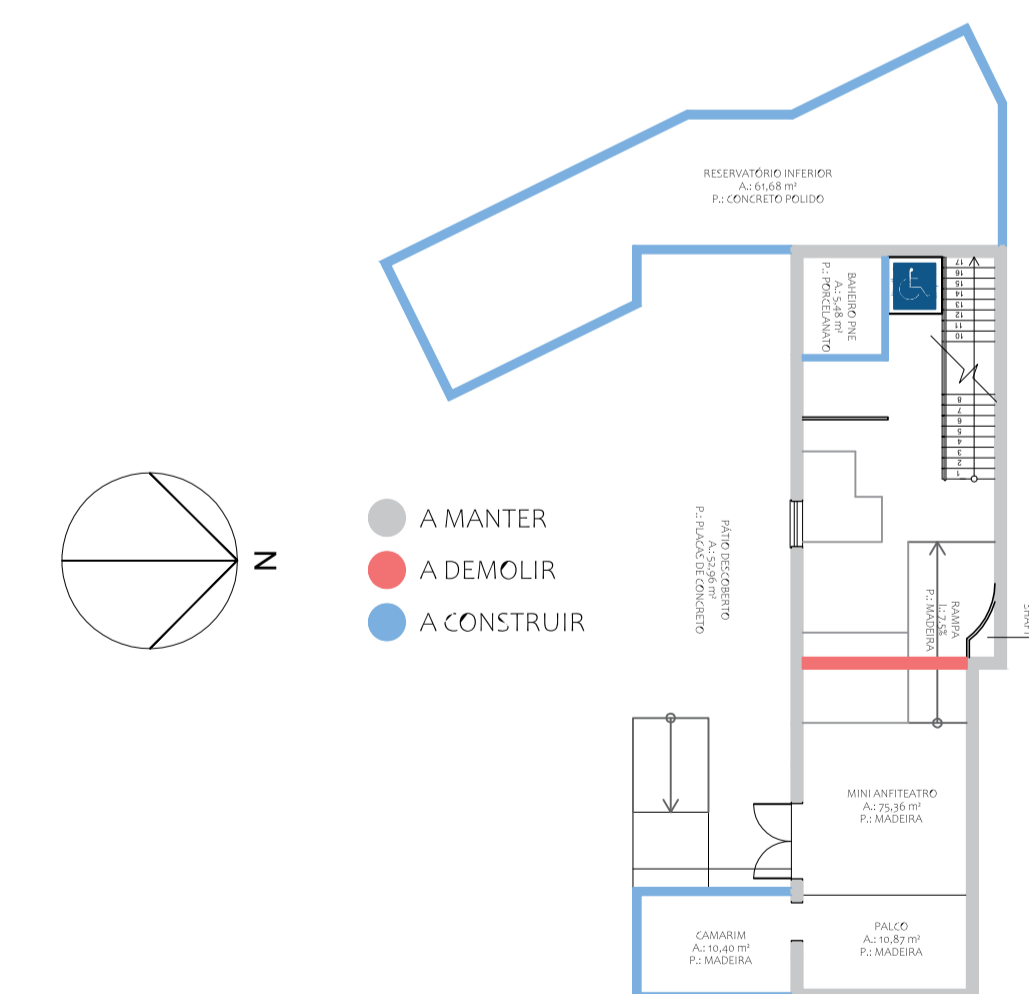 RESERVATÓRIO INFERIOR
A.: 61,68 m²
P.: CONCRETO POLIDO
BAHEIRO PNE
A.: 5,48 m²
P.: PORCELANATO
17
16
15
14
13
12
11
10
8
7
6
5
4
3
2
1
N
A MANTER
A DEMOLIR
A CONSTRUIR
PÁTIO DESCOBERTO
A.: 52,96 m²
P.: PLACAS DE CONCRETO
RAMPA
I.: 7,5%
P.: MADEIRA
SHAFT
MINI ANFITEATRO
A.: 75,36 m²
P.: MADEIRA
CAMARIM
A.: 10,40 m²
P.: MADEIRA
PALCO
A.: 10,87 m²
P.: MADEIRA